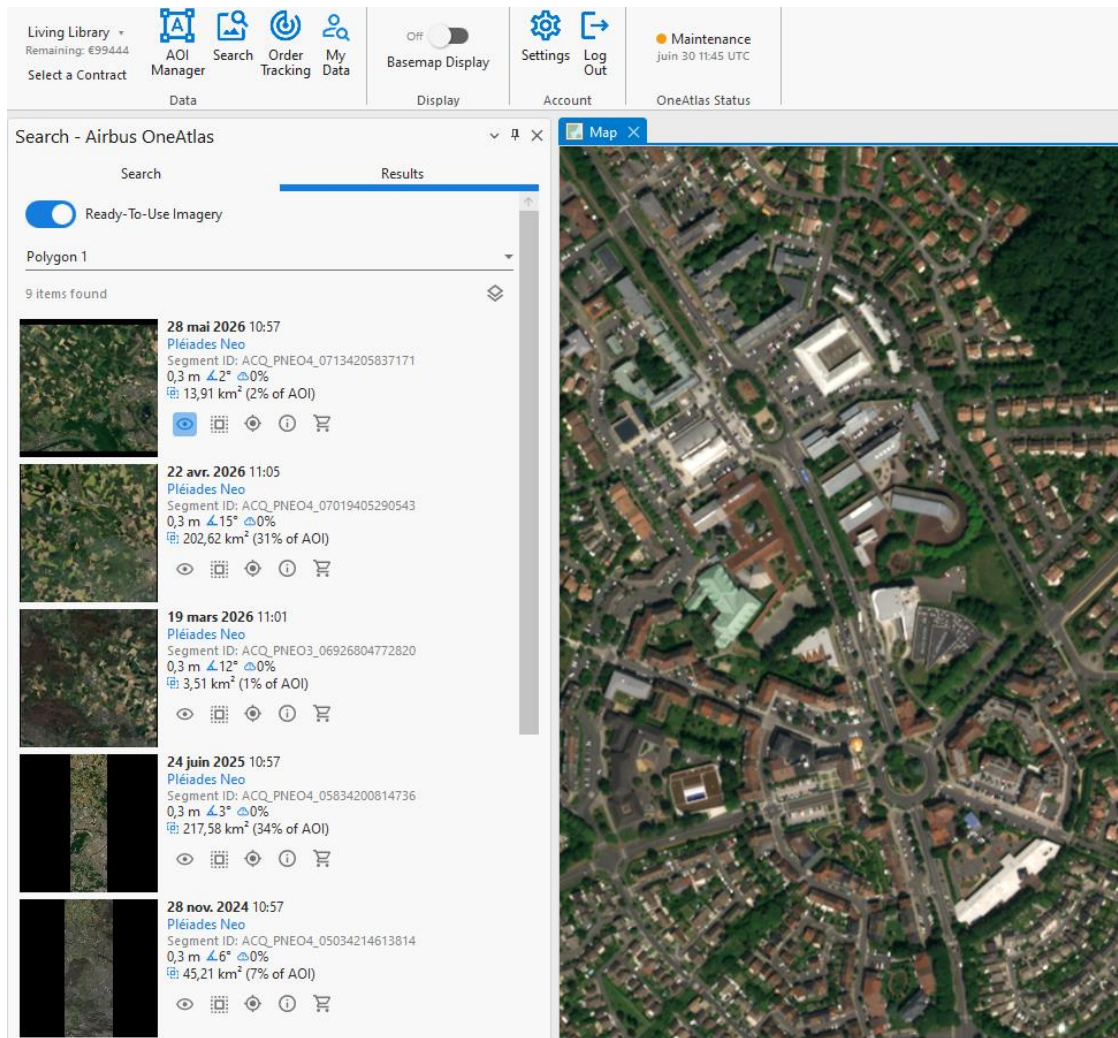 Living Library
Remaining: €99444
Select a Contract
AOI Manager
Search
Order Tracking
My Data
Data
Off
Basemap Display
Display
Settings
Log Out
Account
Maintenance
juin 30 11:45 UTC
OneAtlas Status
Search - Airbus OneAtlas
Map
Search
Results
Ready-To-Use Imagery
Polygon 1
9 items found
28 mai 2026 10:57
Pléiades Neo
Segment ID: ACQ_PNEO4_07134205837171
0,3 m 2° 0%
13,91 km² (2% of AOI)
22 avr. 2026 11:05
Pléiades Neo
Segment ID: ACQ_PNEO4_07019405290543
0,3 m 15° 0%
202,62 km² (31% of AOI)
19 mars 2026 11:01
Pléiades Neo
Segment ID: ACQ_PNEO3_06926804772820
0,3 m 12° 0%
3,51 km² (1% of AOI)
24 juin 2025 10:57
Pléiades Neo
Segment ID: ACQ_PNEO4_05834200814736
0,3 m 3° 0%
217,58 km² (34% of AOI)
28 nov. 2024 10:57
Pléiades Neo
Segment ID: ACQ_PNEO4_05034214613814
0,3 m 6° 0%
45,21 km² (7% of AOI)